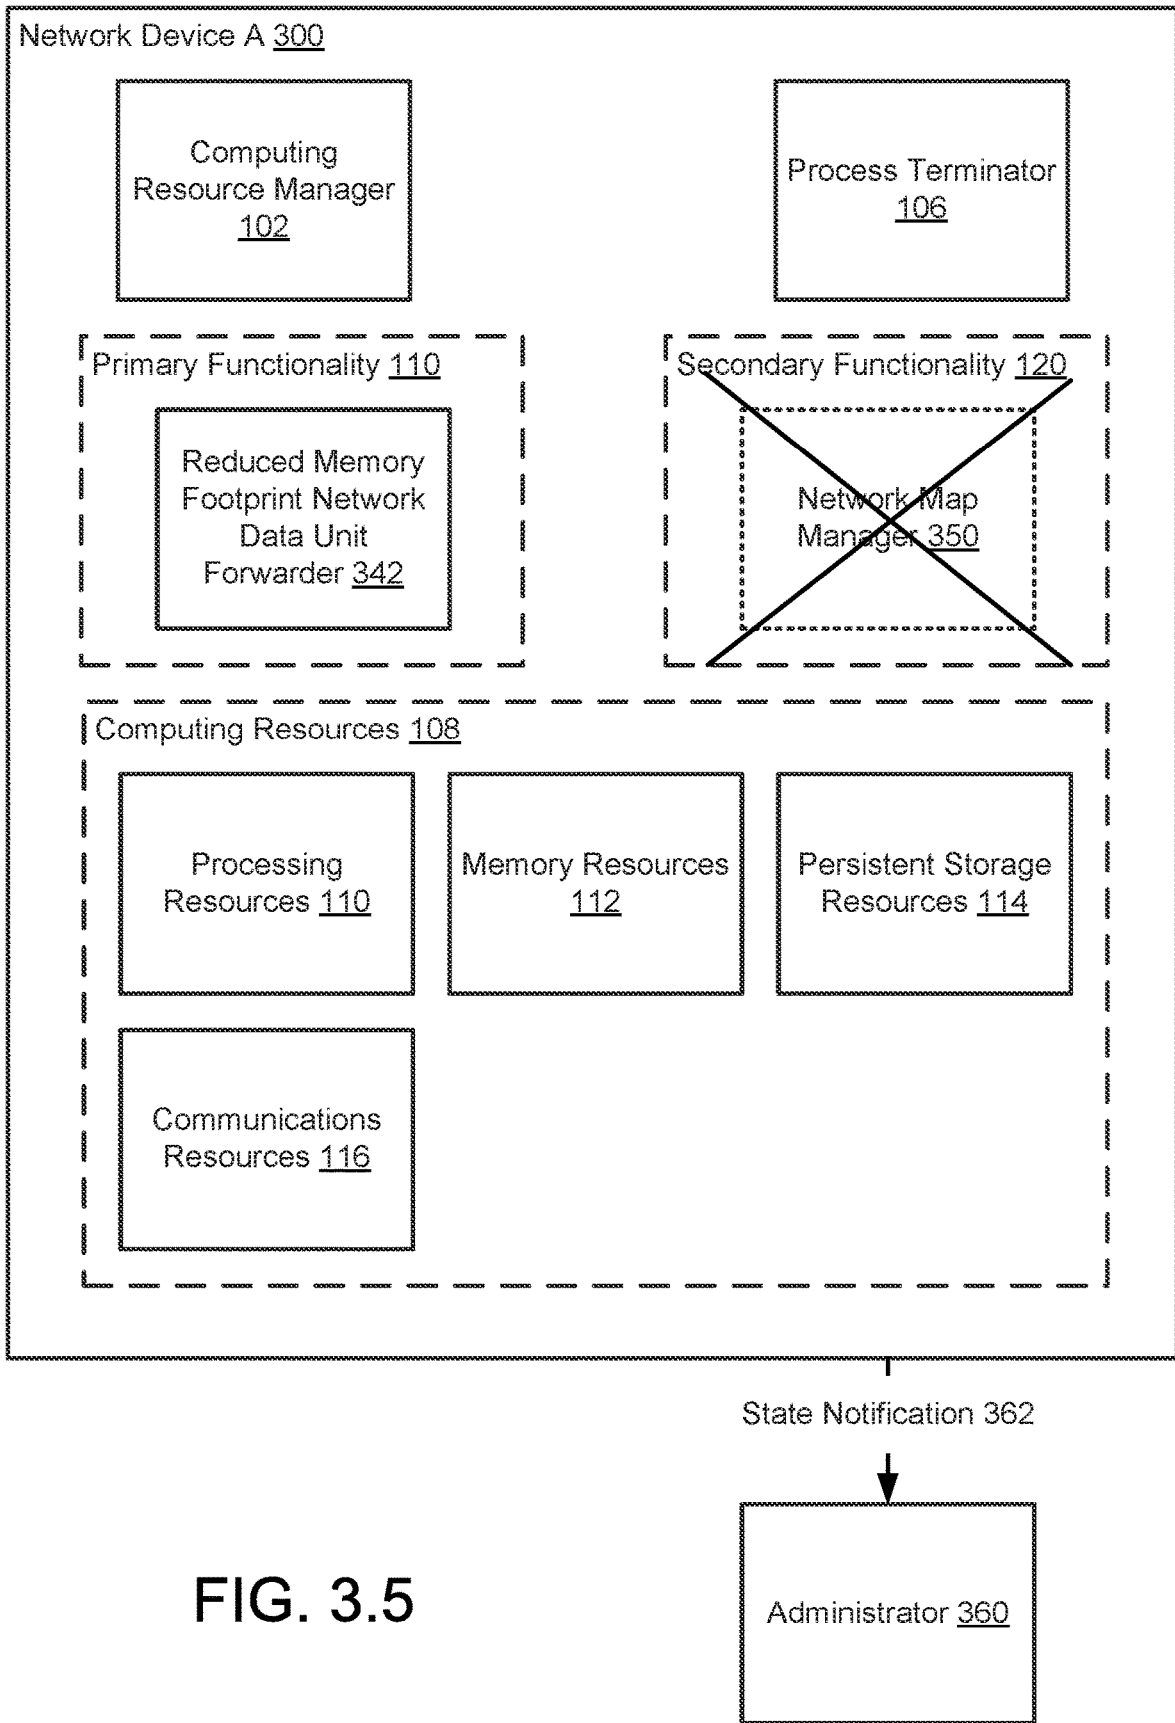 Network Device A 300
Computing
Resource Manager
102
Process Terminator
106
Primary Functionality 110
Reduced Memory
Footprint Network
Data Unit
Forwarder 342
Secondary Functionality 120
Network Map
Manager 350
Computing Resources 108
Processing
Resources 110
Memory Resources
112
Persistent Storage
Resources 114
Communications
Resources 116
State Notification 362
Administrator 360
FIG. 3.5